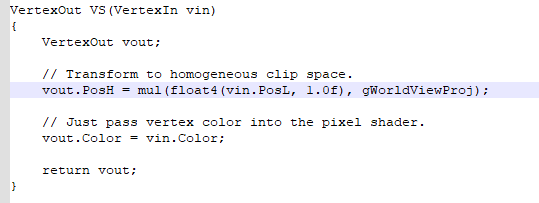 VertexOut VS(VertexIn vin)
{
    VertexOut vout;

    // Transform to homogeneous clip space.
    vout.PosH = mul(float4(vin.PosL, 1.0f), gWorldViewProj);

    // Just pass vertex color into the pixel shader.
    vout.Color = vin.Color;

    return vout;
}